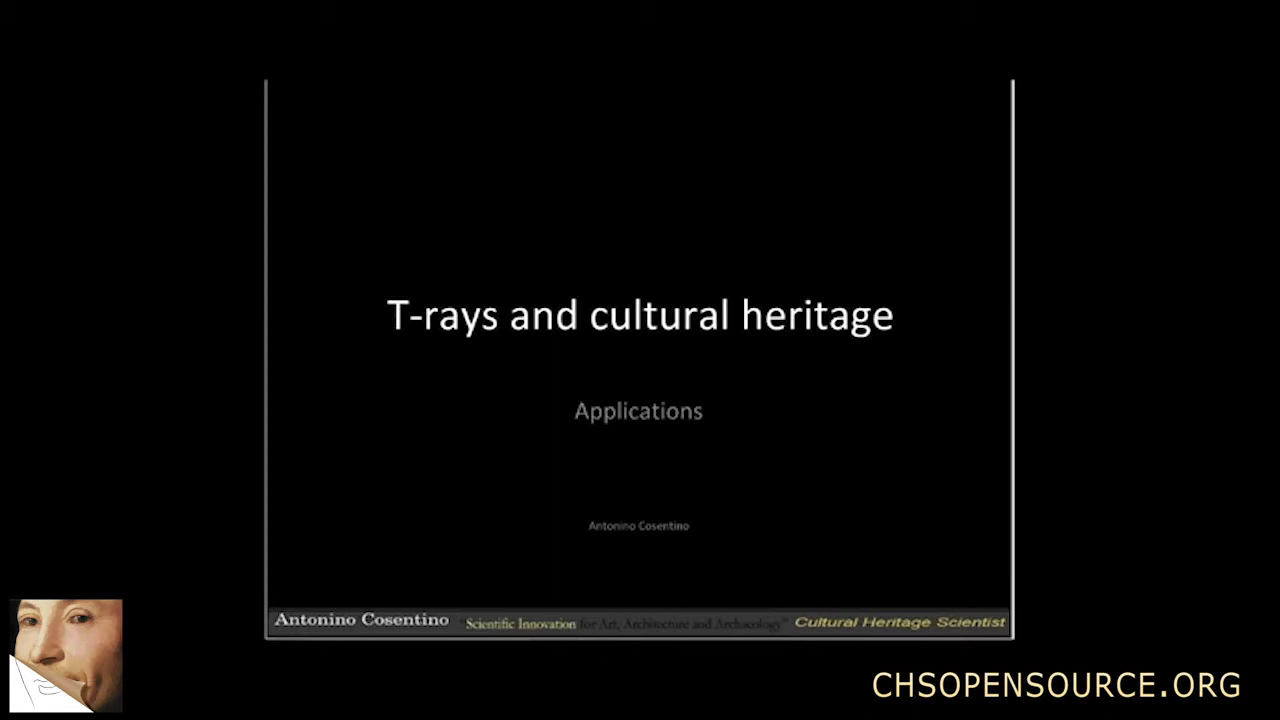 T-rays and cultural heritage
Applications
Antonino Cosentino
Antonino Cosentino "Scientific Innovation for Art, Architecture and Archaeology" Cultural Heritage Scientist
CHSOPENSOURCE.ORG